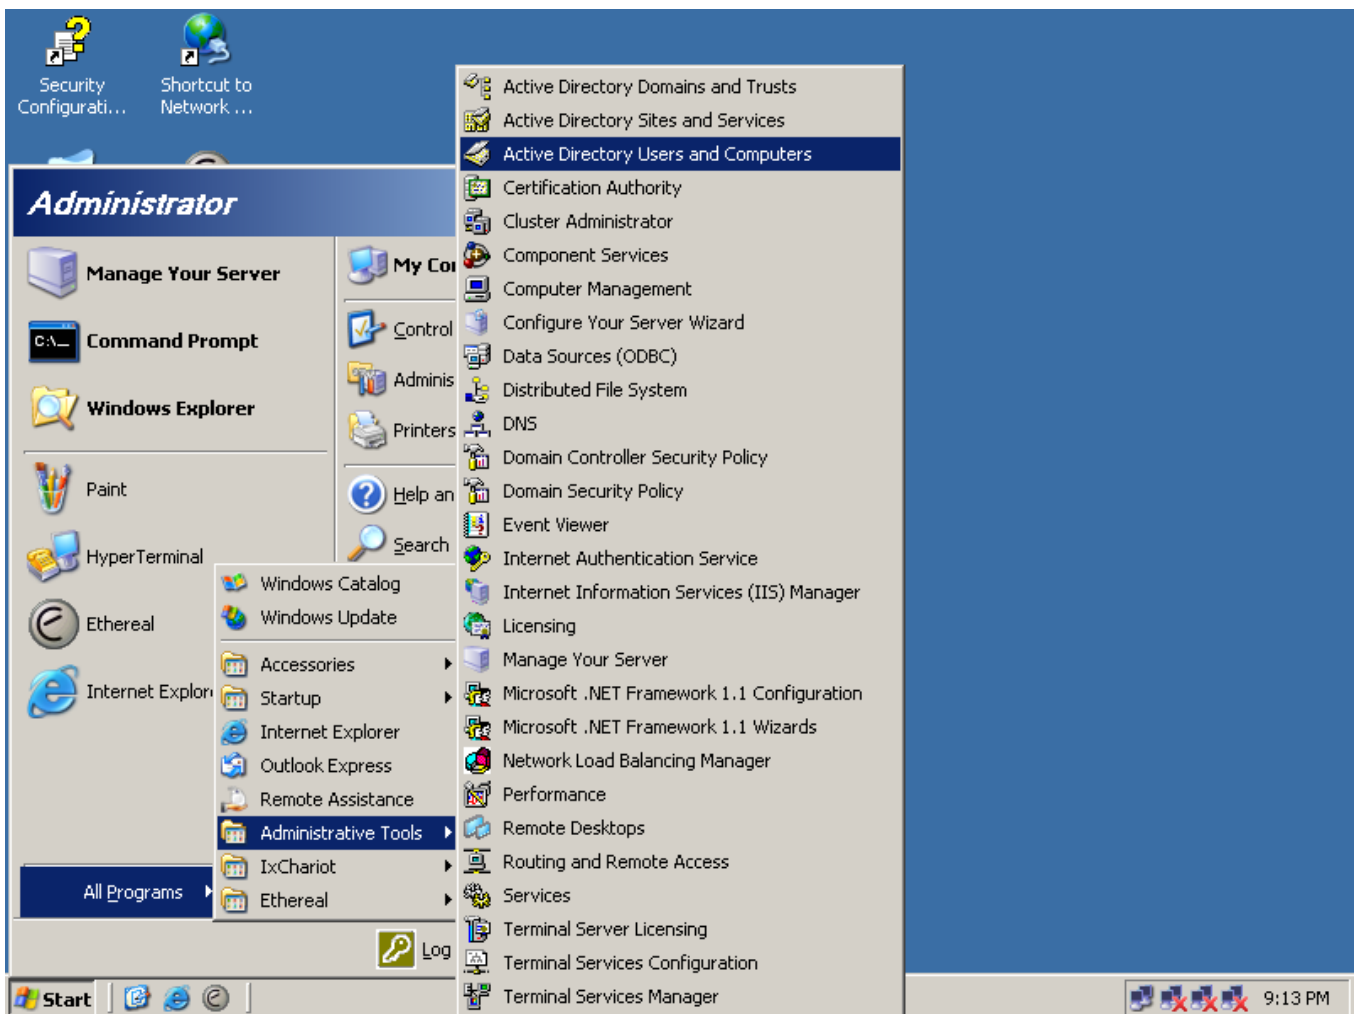 Security
Configurati...
Shortcut to
Network ...
Administrator
Manage Your Server
Command Prompt
Windows Explorer
Paint
HyperTerminal
Ethereal
Internet Explor
All Programs
My Co
Control
Adminis
Printers
Help an
Search
Log
Windows Catalog
Windows Update
Accessories
Startup
Internet Explorer
Outlook Express
Remote Assistance
Administrative Tools
IxChariot
Ethereal
Active Directory Domains and Trusts
Active Directory Sites and Services
Active Directory Users and Computers
Certification Authority
Cluster Administrator
Component Services
Computer Management
Configure Your Server Wizard
Data Sources (ODBC)
Distributed File System
DNS
Domain Controller Security Policy
Domain Security Policy
Event Viewer
Internet Authentication Service
Internet Information Services (IIS) Manager
Licensing
Manage Your Server
Microsoft .NET Framework 1.1 Configuration
Microsoft .NET Framework 1.1 Wizards
Network Load Balancing Manager
Performance
Remote Desktops
Routing and Remote Access
Services
Terminal Server Licensing
Terminal Services Configuration
Terminal Services Manager
Start
9:13 PM